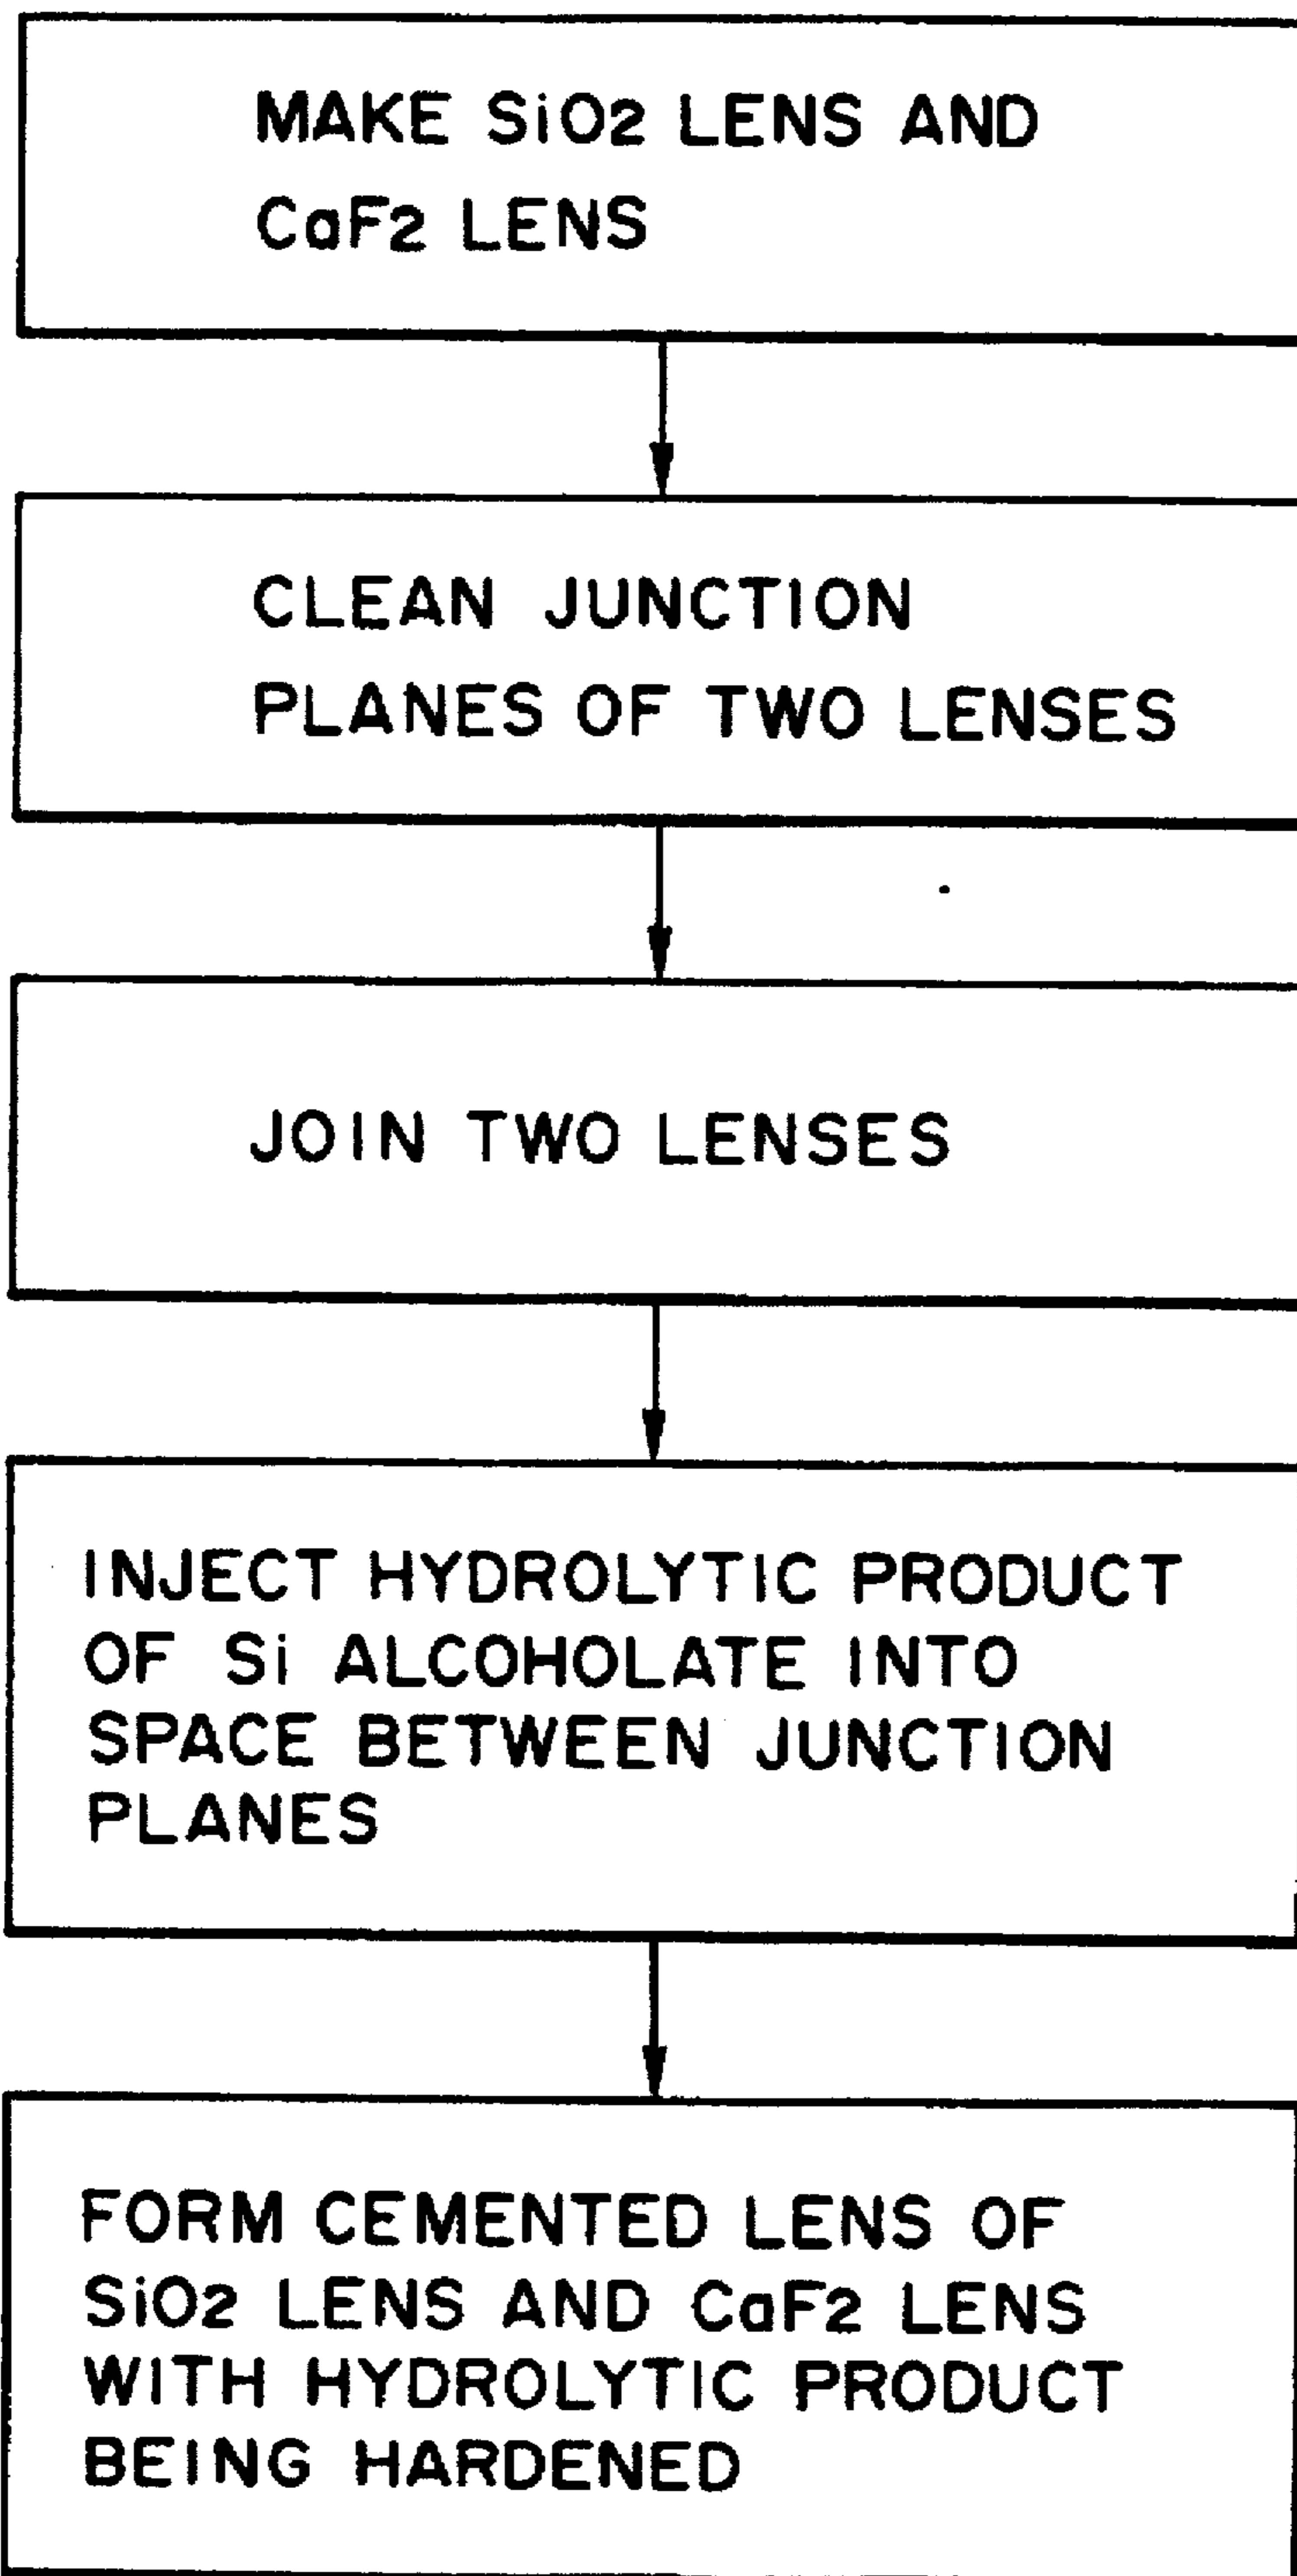 MAKE SiO2 LENS AND
CaF2 LENS
CLEAN JUNCTION
PLANES OF TWO LENSES
JOIN TWO LENSES
INJECT HYDROLYTIC PRODUCT
OF Si ALCOHOLATE INTO
SPACE BETWEEN JUNCTION
PLANES
FORM CEMENTED LENS OF
SiO2 LENS AND CaF2 LENS
WITH HYDROLYTIC PRODUCT
BEING HARDENED